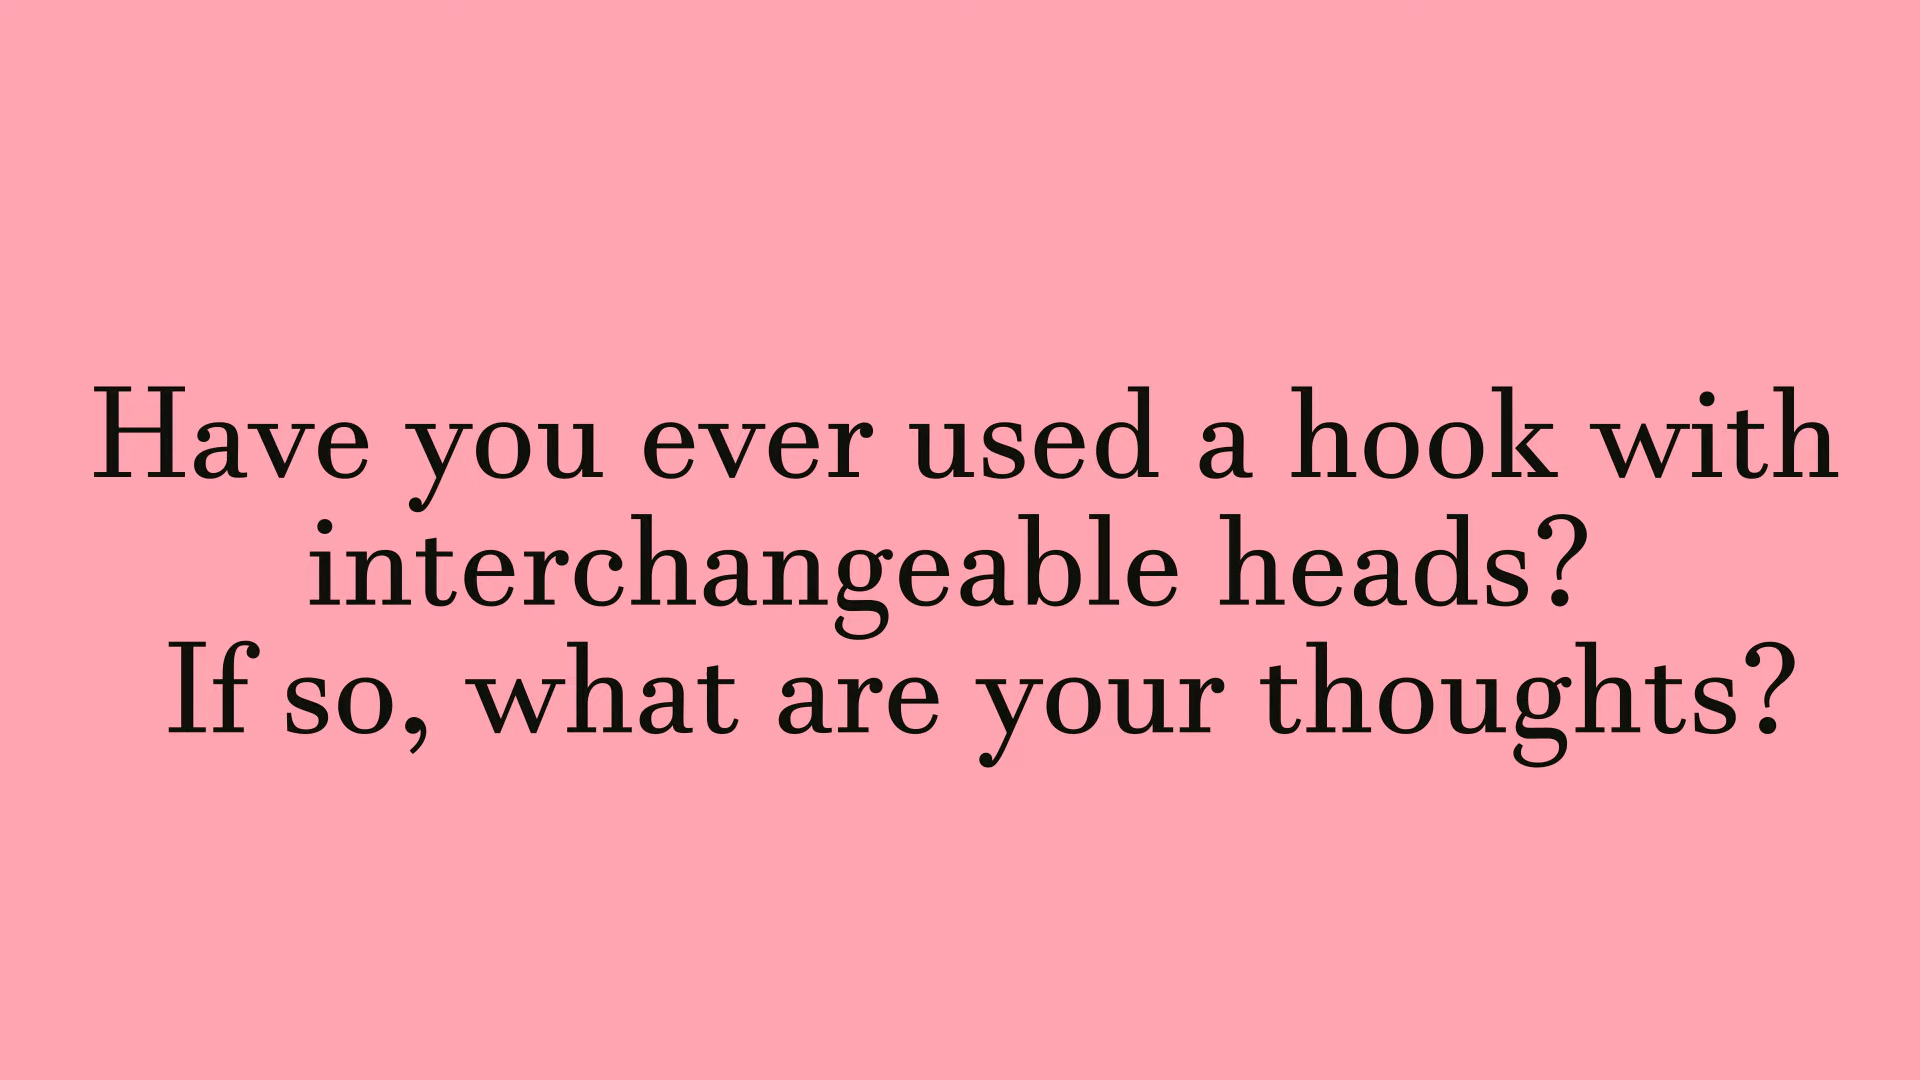 Have you ever used a hook with
interchangeable heads?
If so, what are your thoughts?